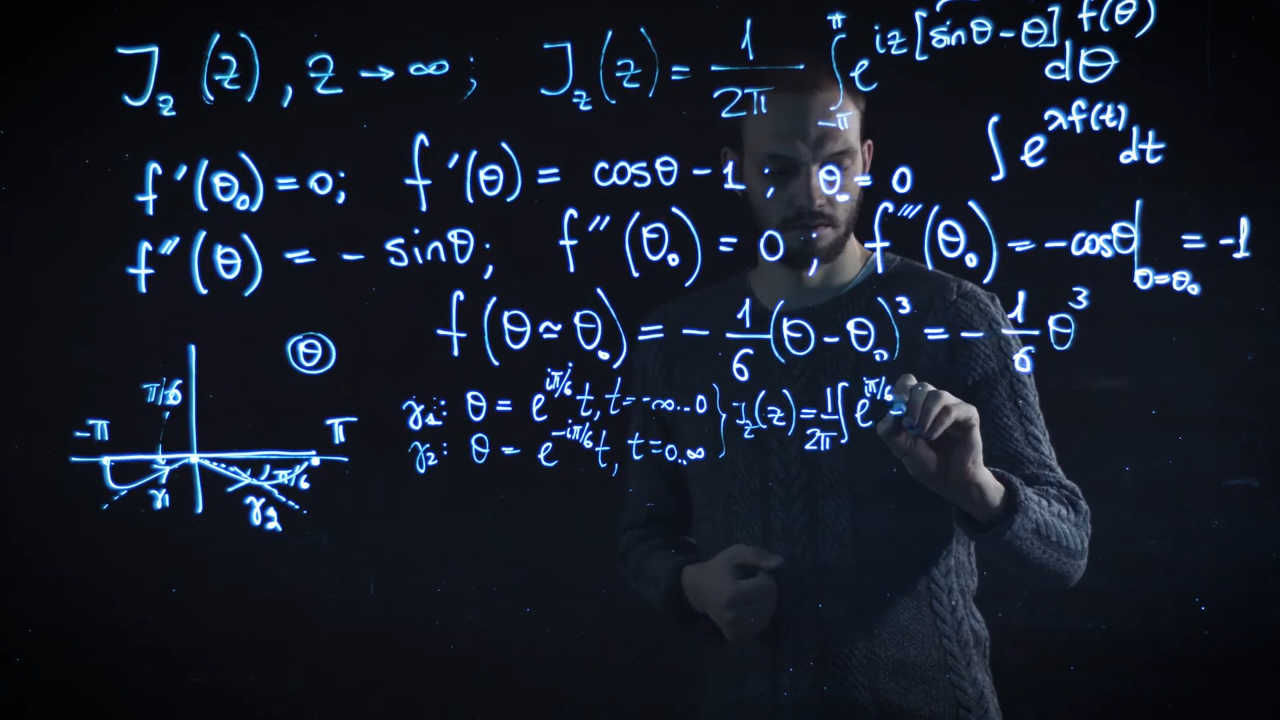 J_z(z), z → ∞; J_z(z) = 1/2π ∫_{-π}^{π} e^{iz[sinθ-θ]} dθ f(θ)
∫ e^{λf(t)} dt
f'(θ₀) = 0; f'(θ) = cosθ - 1; θ₀ = 0
f''(θ) = - sinθ; f''(θ₀) = 0; f'''(θ₀) = -cosθ|_{θ=θ₀} = -1
f(θ ≃ θ₀) = - 1/6 (θ - θ₀)³ = - 1/6 θ³
θ
-π π
γ₁ π/6
γ₂
γ₁: θ = e^{iπ/6} t, t = -∞..0
γ₂: θ = e^{-iπ/6} t, t = 0..∞
} J_z(z) = 1/2π ∫ e^{iπ/6}